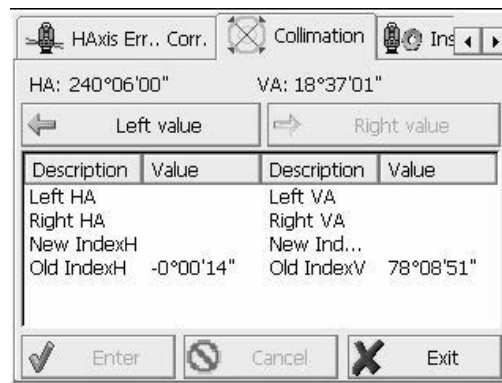 HAxis Err.. Corr. Collimation Ins
HA: 240°06'00" VA: 18°37'01"
Left value Right value
Description Value Description Value
Left HA Left VA
Right HA Right VA
New IndexH New Ind...
Old IndexH -0°00'14" Old IndexV 78°08'51"
Enter Cancel Exit